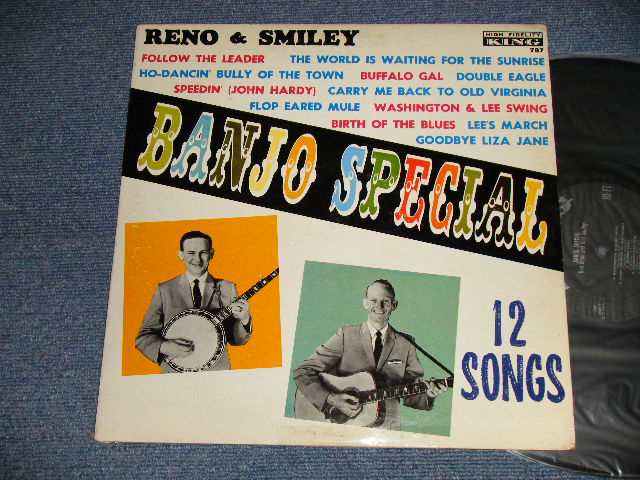 RENO & SMILEY
HIGH FIDELITY
KING
787
FOLLOW THE LEADER THE WORLD IS WAITING FOR THE SUNRISE
HO-DANCIN' BULLY OF THE TOWN BUFFALO GAL DOUBLE EAGLE
SPEEDIN' (JOHN HARDY) CARRY ME BACK TO OLD VIRGINIA
FLOP EARED MULE WASHINGTON & LEE SWING
BIRTH OF THE BLUES LEE'S MARCH
GOODBYE LIZA JANE
BANJO SPECIAL
12
SONGS